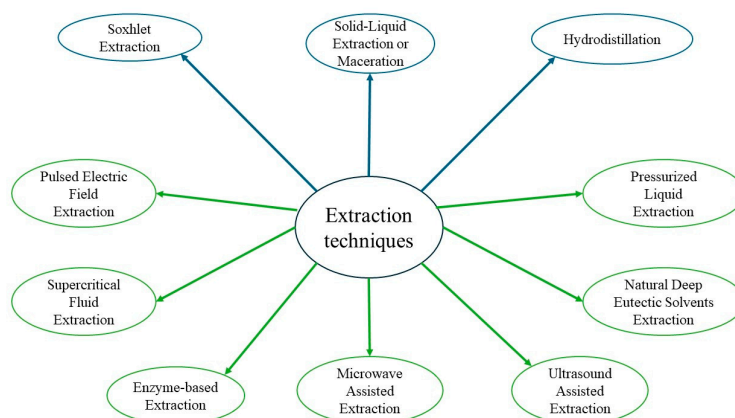 Soxhlet
Extraction
Solid-Liquid
Extraction or
Maceration
Hydrodistillation
Pulsed Electric
Field
Extraction
Extraction
techniques
Pressurized
Liquid
Extraction
Supercritical
Fluid
Extraction
Natural Deep
Eutectic Solvents
Extraction
Enzyme-based
Extraction
Microwave
Assisted
Extraction
Ultrasound
Assisted
Extraction